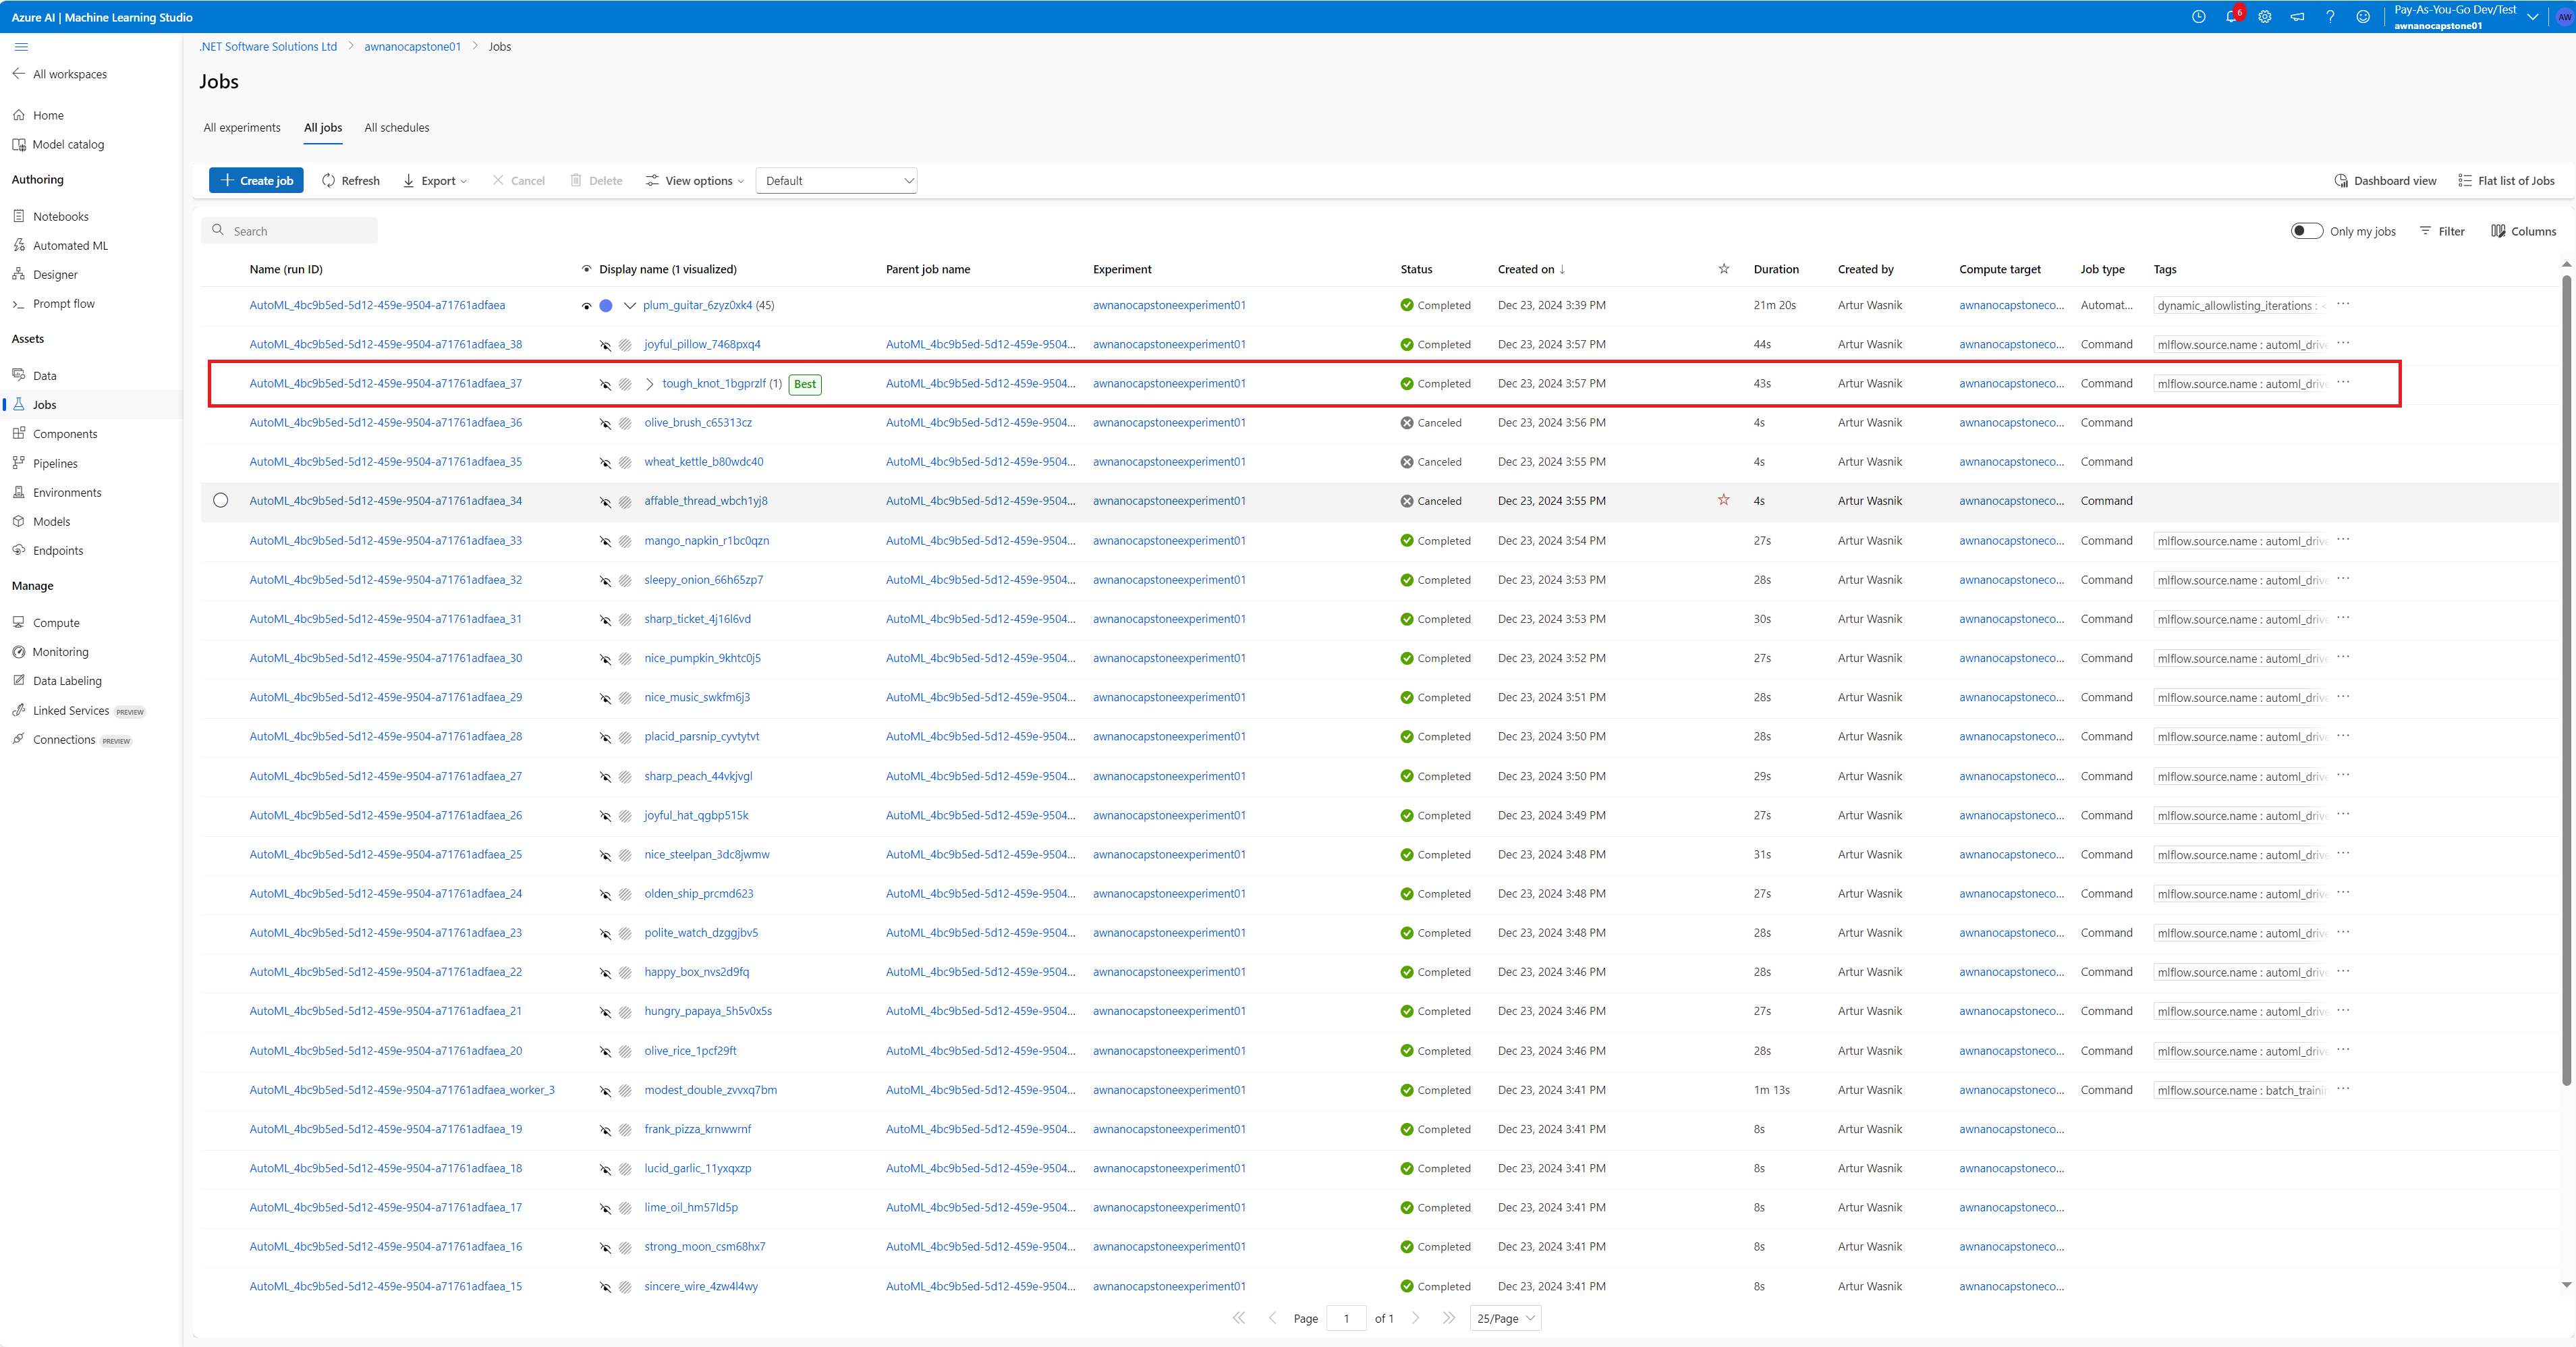 Azure AI | Machine Learning Studio
6
Pay-As-You-Go Dev/Test
awnanocapstone01
AW
.NET Software Solutions Ltd > awnanocapstone01 > Jobs
All workspaces
Home
Model catalog
Authoring
Notebooks
Automated ML
Designer
Prompt flow
Assets
Data
Jobs
Components
Pipelines
Environments
Models
Endpoints
Manage
Compute
Monitoring
Data Labeling
Linked Services PREVIEW
Connections PREVIEW
Jobs
All experiments All jobs All schedules
Create job Refresh Export Cancel Delete View options Default Dashboard view Flat list of Jobs
Search Only my jobs Filter Columns
Name (run ID) Display name (1 visualized) Parent job name Experiment Status Created on ↓ Duration Created by Compute target Job type Tags
AutoML_4bc9b5ed-5d12-459e-9504-a71761adfaea plum_guitar_6zyz0xk4 (45) awnanocapstoneexperiment01 Completed Dec 23, 2024 3:39 PM 21m 20s Artur Wasnik awnanocapstoneco... Automat... dynamic_allowlisting_iterations : ...
AutoML_4bc9b5ed-5d12-459e-9504-a71761adfaea_38 joyful_pillow_7468pxq4 AutoML_4bc9b5ed-5d12-459e-9504... awnanocapstoneexperiment01 Completed Dec 23, 2024 3:57 PM 44s Artur Wasnik awnanocapstoneco... Command mlflow.source.name : automl_drive ...
AutoML_4bc9b5ed-5d12-459e-9504-a71761adfaea_37 tough_knot_1bgprzlf (1) Best AutoML_4bc9b5ed-5d12-459e-9504... awnanocapstoneexperiment01 Completed Dec 23, 2024 3:57 PM 43s Artur Wasnik awnanocapstoneco... Command mlflow.source.name : automl_drive ...
AutoML_4bc9b5ed-5d12-459e-9504-a71761adfaea_36 olive_brush_c65313cz AutoML_4bc9b5ed-5d12-459e-9504... awnanocapstoneexperiment01 Canceled Dec 23, 2024 3:56 PM 4s Artur Wasnik awnanocapstoneco... Command
AutoML_4bc9b5ed-5d12-459e-9504-a71761adfaea_35 wheat_kettle_b80wdc40 AutoML_4bc9b5ed-5d12-459e-9504... awnanocapstoneexperiment01 Canceled Dec 23, 2024 3:55 PM 4s Artur Wasnik awnanocapstoneco... Command
AutoML_4bc9b5ed-5d12-459e-9504-a71761adfaea_34 affable_thread_wbch1yj8 AutoML_4bc9b5ed-5d12-459e-9504... awnanocapstoneexperiment01 Canceled Dec 23, 2024 3:55 PM 4s Artur Wasnik awnanocapstoneco... Command
AutoML_4bc9b5ed-5d12-459e-9504-a71761adfaea_33 mango_napkin_r1bc0qzn AutoML_4bc9b5ed-5d12-459e-9504... awnanocapstoneexperiment01 Completed Dec 23, 2024 3:54 PM 27s Artur Wasnik awnanocapstoneco... Command mlflow.source.name : automl_drive ...
AutoML_4bc9b5ed-5d12-459e-9504-a71761adfaea_32 sleepy_onion_66h65zp7 AutoML_4bc9b5ed-5d12-459e-9504... awnanocapstoneexperiment01 Completed Dec 23, 2024 3:53 PM 28s Artur Wasnik awnanocapstoneco... Command mlflow.source.name : automl_drive ...
AutoML_4bc9b5ed-5d12-459e-9504-a71761adfaea_31 sharp_ticket_4j16l6vd AutoML_4bc9b5ed-5d12-459e-9504... awnanocapstoneexperiment01 Completed Dec 23, 2024 3:53 PM 30s Artur Wasnik awnanocapstoneco... Command mlflow.source.name : automl_drive ...
AutoML_4bc9b5ed-5d12-459e-9504-a71761adfaea_30 nice_pumpkin_9khtc0j5 AutoML_4bc9b5ed-5d12-459e-9504... awnanocapstoneexperiment01 Completed Dec 23, 2024 3:52 PM 27s Artur Wasnik awnanocapstoneco... Command mlflow.source.name : automl_drive ...
AutoML_4bc9b5ed-5d12-459e-9504-a71761adfaea_29 nice_music_swkfm6j3 AutoML_4bc9b5ed-5d12-459e-9504... awnanocapstoneexperiment01 Completed Dec 23, 2024 3:51 PM 28s Artur Wasnik awnanocapstoneco... Command mlflow.source.name : automl_drive ...
AutoML_4bc9b5ed-5d12-459e-9504-a71761adfaea_28 placid_parsnip_cyvtytvt AutoML_4bc9b5ed-5d12-459e-9504... awnanocapstoneexperiment01 Completed Dec 23, 2024 3:50 PM 28s Artur Wasnik awnanocapstoneco... Command mlflow.source.name : automl_drive ...
AutoML_4bc9b5ed-5d12-459e-9504-a71761adfaea_27 sharp_peach_44vkjvgl AutoML_4bc9b5ed-5d12-459e-9504... awnanocapstoneexperiment01 Completed Dec 23, 2024 3:50 PM 29s Artur Wasnik awnanocapstoneco... Command mlflow.source.name : automl_drive ...
AutoML_4bc9b5ed-5d12-459e-9504-a71761adfaea_26 joyful_hat_qgbp515k AutoML_4bc9b5ed-5d12-459e-9504... awnanocapstoneexperiment01 Completed Dec 23, 2024 3:49 PM 27s Artur Wasnik awnanocapstoneco... Command mlflow.source.name : automl_drive ...
AutoML_4bc9b5ed-5d12-459e-9504-a71761adfaea_25 nice_steelpan_3dc8jwmw AutoML_4bc9b5ed-5d12-459e-9504... awnanocapstoneexperiment01 Completed Dec 23, 2024 3:48 PM 31s Artur Wasnik awnanocapstoneco... Command mlflow.source.name : automl_drive ...
AutoML_4bc9b5ed-5d12-459e-9504-a71761adfaea_24 olden_ship_prcmd623 AutoML_4bc9b5ed-5d12-459e-9504... awnanocapstoneexperiment01 Completed Dec 23, 2024 3:48 PM 27s Artur Wasnik awnanocapstoneco... Command mlflow.source.name : automl_drive ...
AutoML_4bc9b5ed-5d12-459e-9504-a71761adfaea_23 polite_watch_dzggjbv5 AutoML_4bc9b5ed-5d12-459e-9504... awnanocapstoneexperiment01 Completed Dec 23, 2024 3:48 PM 28s Artur Wasnik awnanocapstoneco... Command mlflow.source.name : automl_drive ...
AutoML_4bc9b5ed-5d12-459e-9504-a71761adfaea_22 happy_box_nvs2d9fq AutoML_4bc9b5ed-5d12-459e-9504... awnanocapstoneexperiment01 Completed Dec 23, 2024 3:46 PM 28s Artur Wasnik awnanocapstoneco... Command mlflow.source.name : automl_drive ...
AutoML_4bc9b5ed-5d12-459e-9504-a71761adfaea_21 hungry_papaya_5h5v0x5s AutoML_4bc9b5ed-5d12-459e-9504... awnanocapstoneexperiment01 Completed Dec 23, 2024 3:46 PM 27s Artur Wasnik awnanocapstoneco... Command mlflow.source.name : automl_drive ...
AutoML_4bc9b5ed-5d12-459e-9504-a71761adfaea_20 olive_rice_1pcf29ft AutoML_4bc9b5ed-5d12-459e-9504... awnanocapstoneexperiment01 Completed Dec 23, 2024 3:46 PM 28s Artur Wasnik awnanocapstoneco... Command mlflow.source.name : automl_drive ...
AutoML_4bc9b5ed-5d12-459e-9504-a71761adfaea_worker_3 modest_double_zvvxq7bm AutoML_4bc9b5ed-5d12-459e-9504... awnanocapstoneexperiment01 Completed Dec 23, 2024 3:41 PM 1m 13s Artur Wasnik awnanocapstoneco... Command mlflow.source.name : batch_trainin ...
AutoML_4bc9b5ed-5d12-459e-9504-a71761adfaea_19 frank_pizza_krnwwrnf AutoML_4bc9b5ed-5d12-459e-9504... awnanocapstoneexperiment01 Completed Dec 23, 2024 3:41 PM 8s Artur Wasnik awnanocapstoneco...
AutoML_4bc9b5ed-5d12-459e-9504-a71761adfaea_18 lucid_garlic_11yxqxzp AutoML_4bc9b5ed-5d12-459e-9504... awnanocapstoneexperiment01 Completed Dec 23, 2024 3:41 PM 8s Artur Wasnik awnanocapstoneco...
AutoML_4bc9b5ed-5d12-459e-9504-a71761adfaea_17 lime_oil_hm57ld5p AutoML_4bc9b5ed-5d12-459e-9504... awnanocapstoneexperiment01 Completed Dec 23, 2024 3:41 PM 8s Artur Wasnik awnanocapstoneco...
AutoML_4bc9b5ed-5d12-459e-9504-a71761adfaea_16 strong_moon_csm68hx7 AutoML_4bc9b5ed-5d12-459e-9504... awnanocapstoneexperiment01 Completed Dec 23, 2024 3:41 PM 8s Artur Wasnik awnanocapstoneco...
AutoML_4bc9b5ed-5d12-459e-9504-a71761adfaea_15 sincere_wire_4zw4l4wy AutoML_4bc9b5ed-5d12-459e-9504... awnanocapstoneexperiment01 Completed Dec 23, 2024 3:41 PM 8s Artur Wasnik awnanocapstoneco...
Page 1 of 1 25/Page